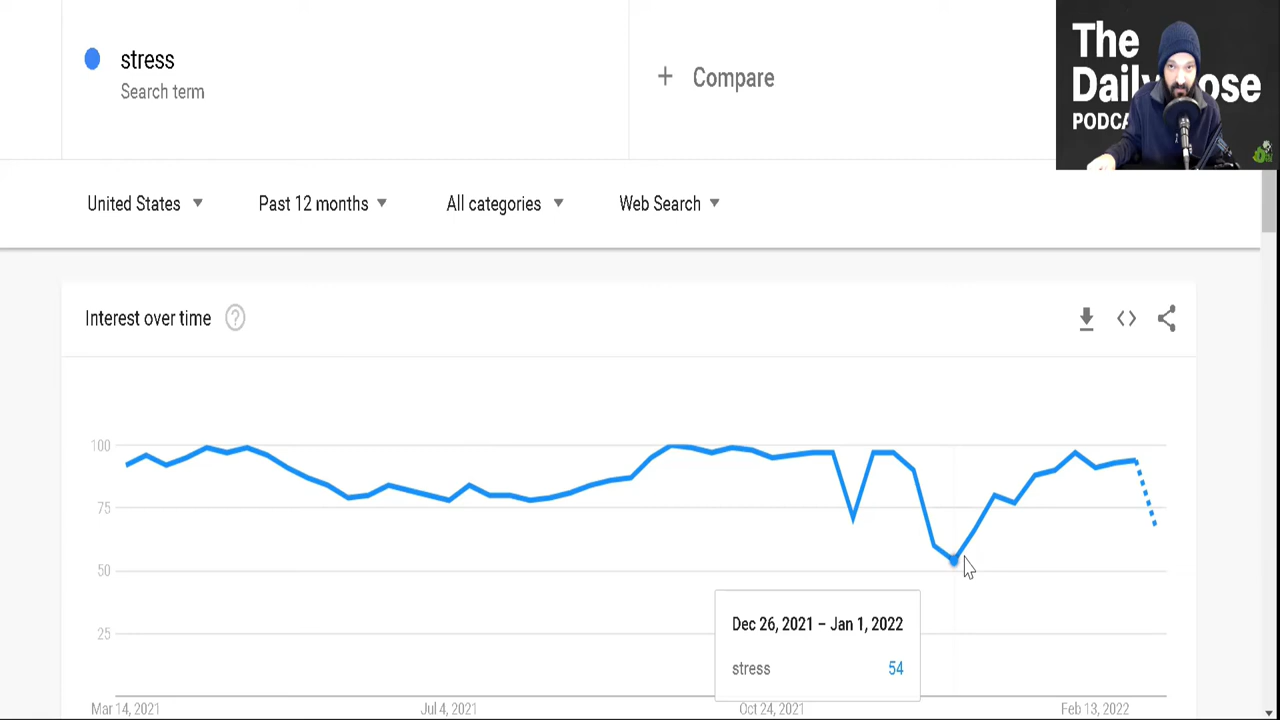 stress
Search term
+ Compare
The
Daily ose
PODCA
United States
Past 12 months
All categories
Web Search
Interest over time
?
100
75
50
25
Dec 26, 2021 – Jan 1, 2022
stress 54
Mar 14, 2021
Jul 4, 2021
Oct 24, 2021
Feb 13, 2022